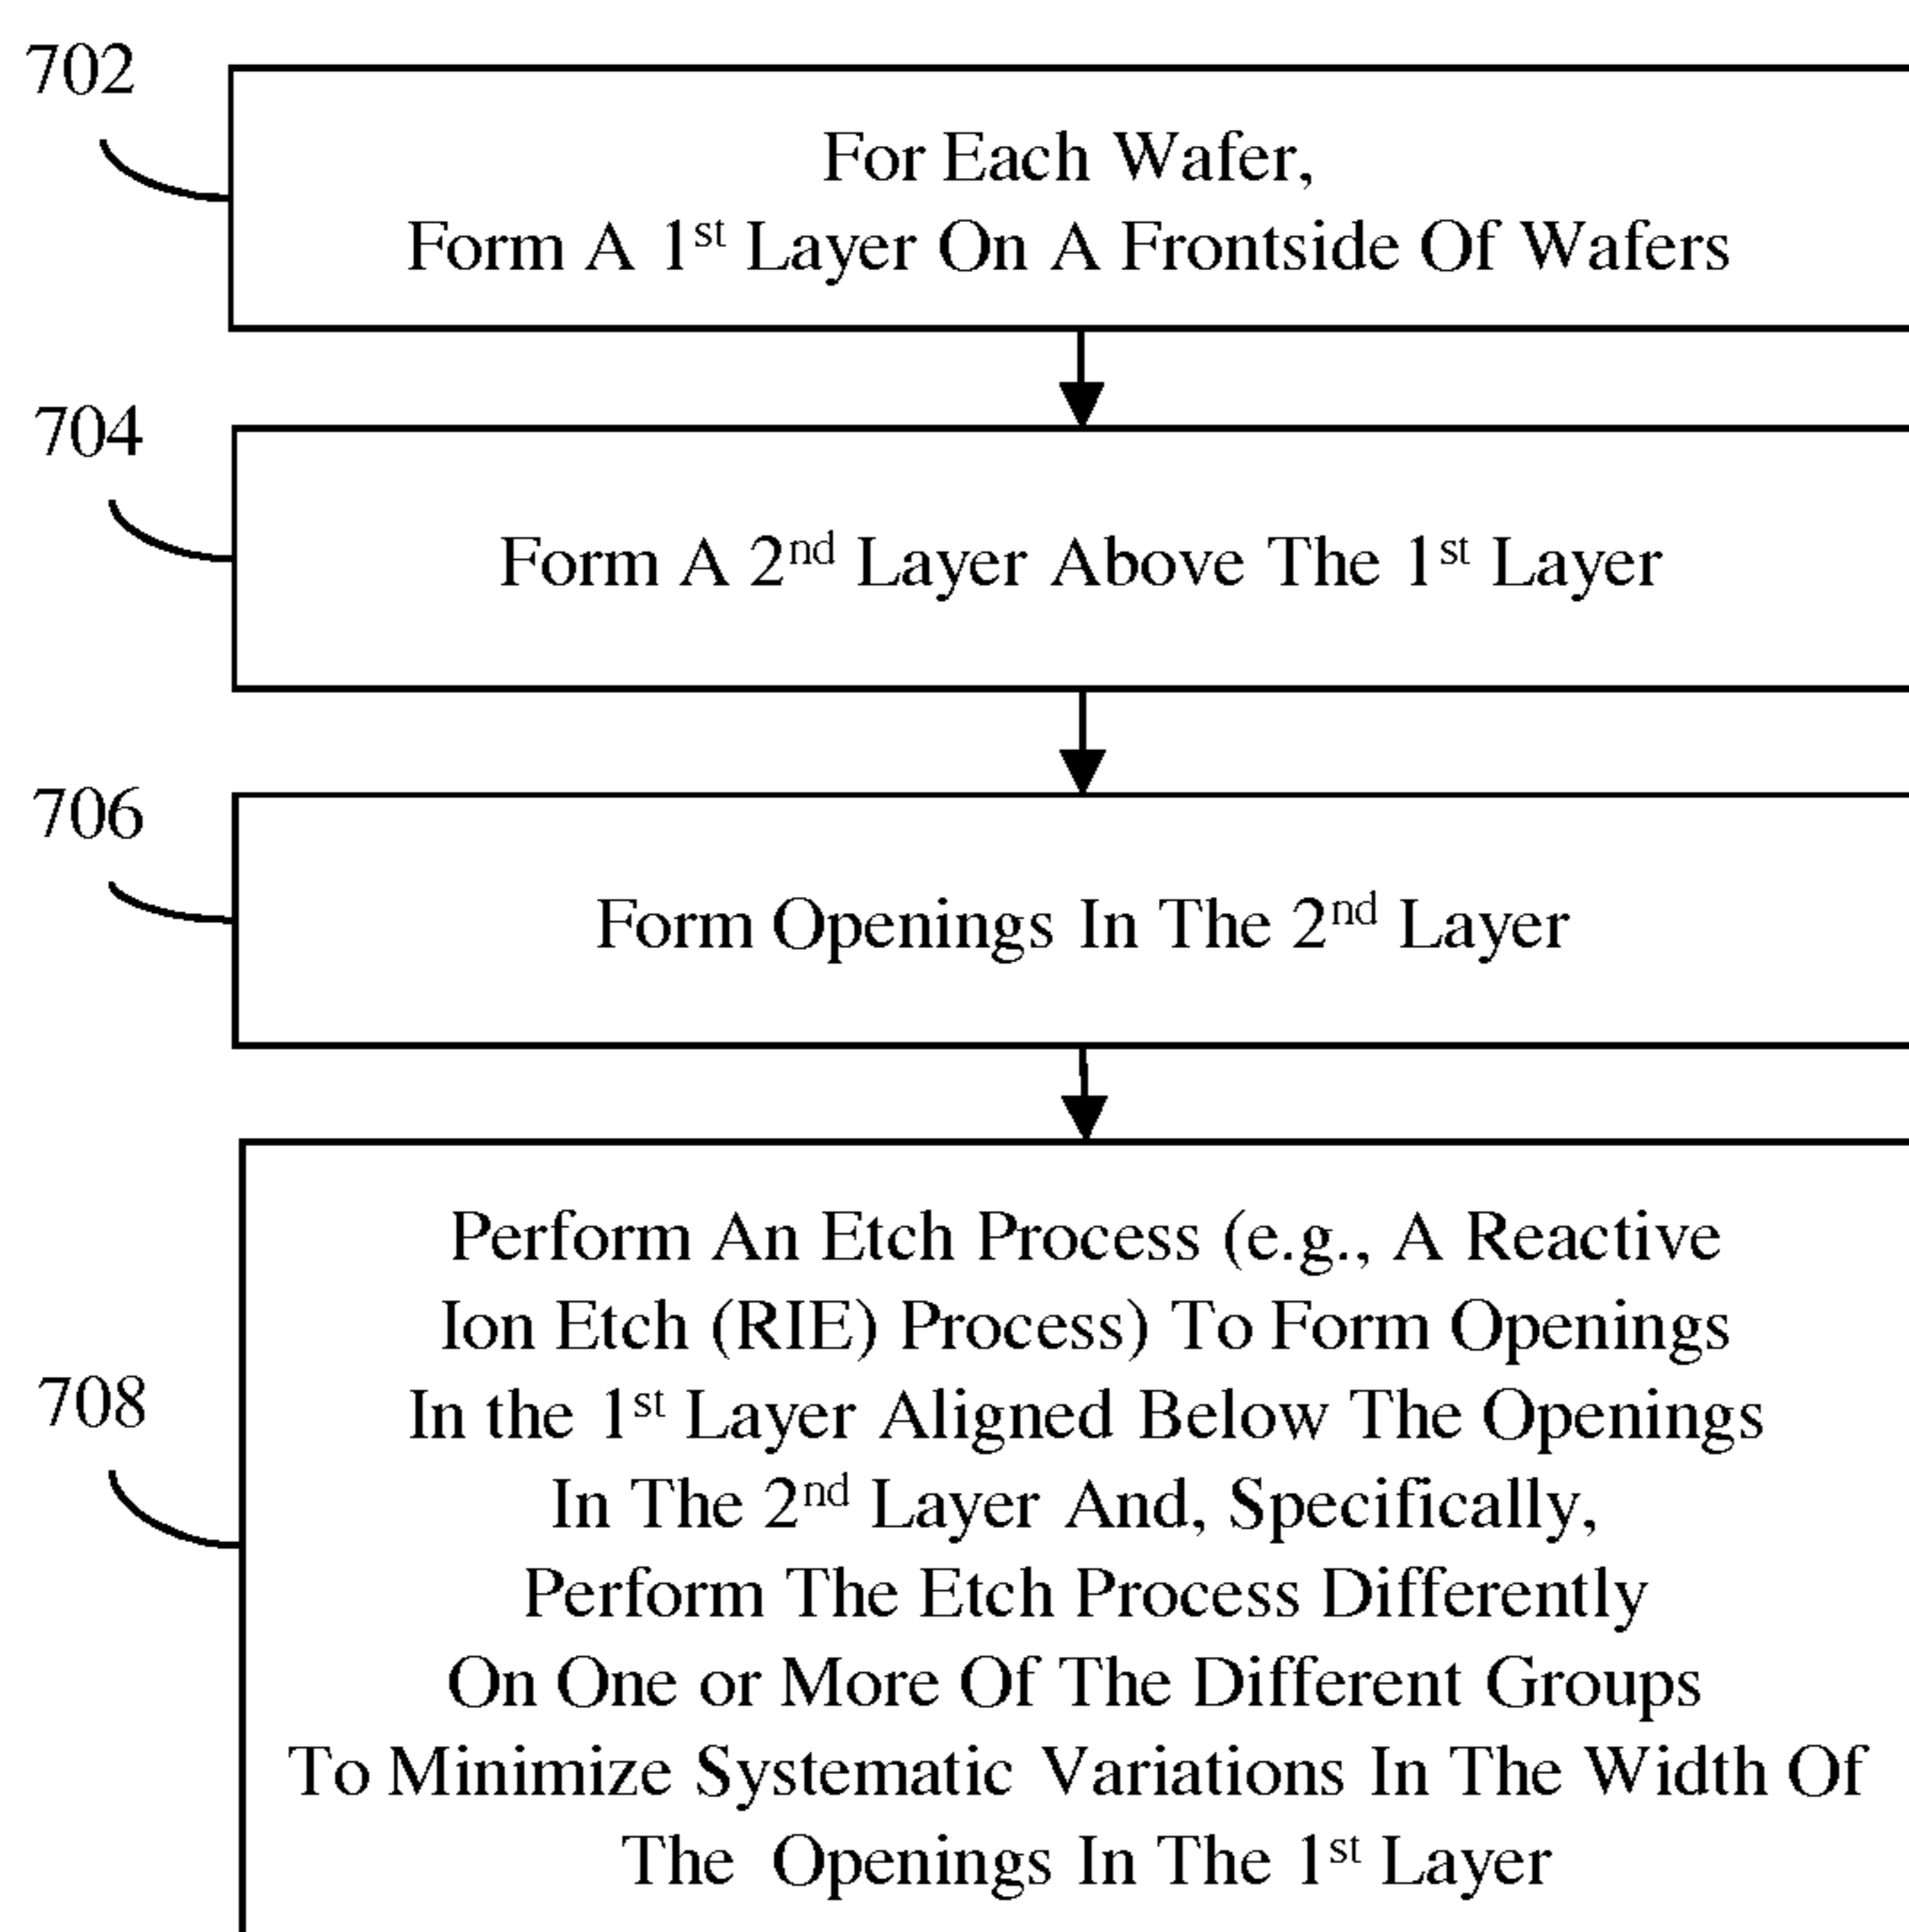 702
For Each Wafer,
Form A 1st Layer On A Frontside Of Wafers
704
Form A 2nd Layer Above The 1st Layer
706
Form Openings In The 2nd Layer
708
Perform An Etch Process (e.g., A Reactive
Ion Etch (RIE) Process) To Form Openings
In the 1st Layer Aligned Below The Openings
In The 2nd Layer And, Specifically,
Perform The Etch Process Differently
On One or More Of The Different Groups
To Minimize Systematic Variations In The Width Of
The Openings In The 1st Layer